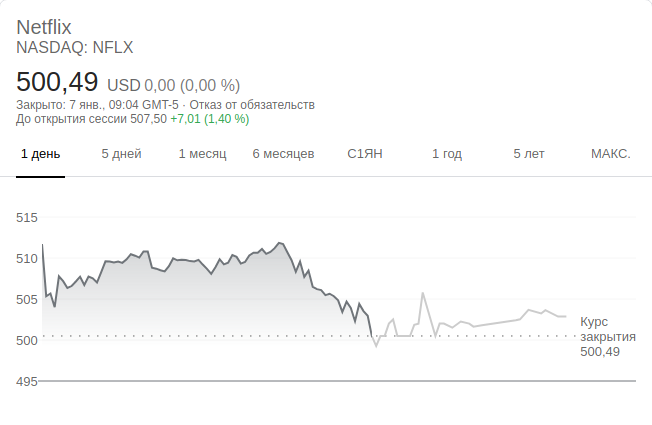 Netflix
NASDAQ: NFLX
500,49 USD 0,00 (0,00 %)
Закрыто: 7 янв., 09:04 GMT-5 · Отказ от обязательств
До открытия сессии 507,50 +7,01 (1,40 %)
1 день 5 дней 1 месяц 6 месяцев С1ЯН 1 год 5 лет МАКС.
515
510
505
500
495
Курс
закрытия
500,49